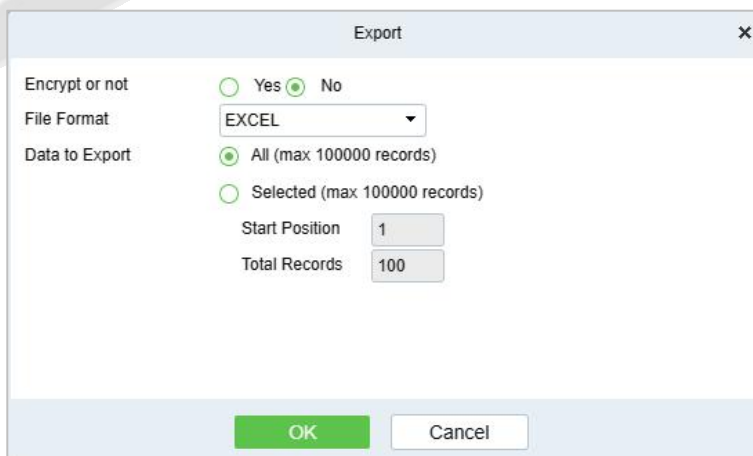 Export
Encrypt or not Yes No
File Format EXCEL
Data to Export All (max 100000 records)
Selected (max 100000 records)
Start Position 1
Total Records 100
OK Cancel